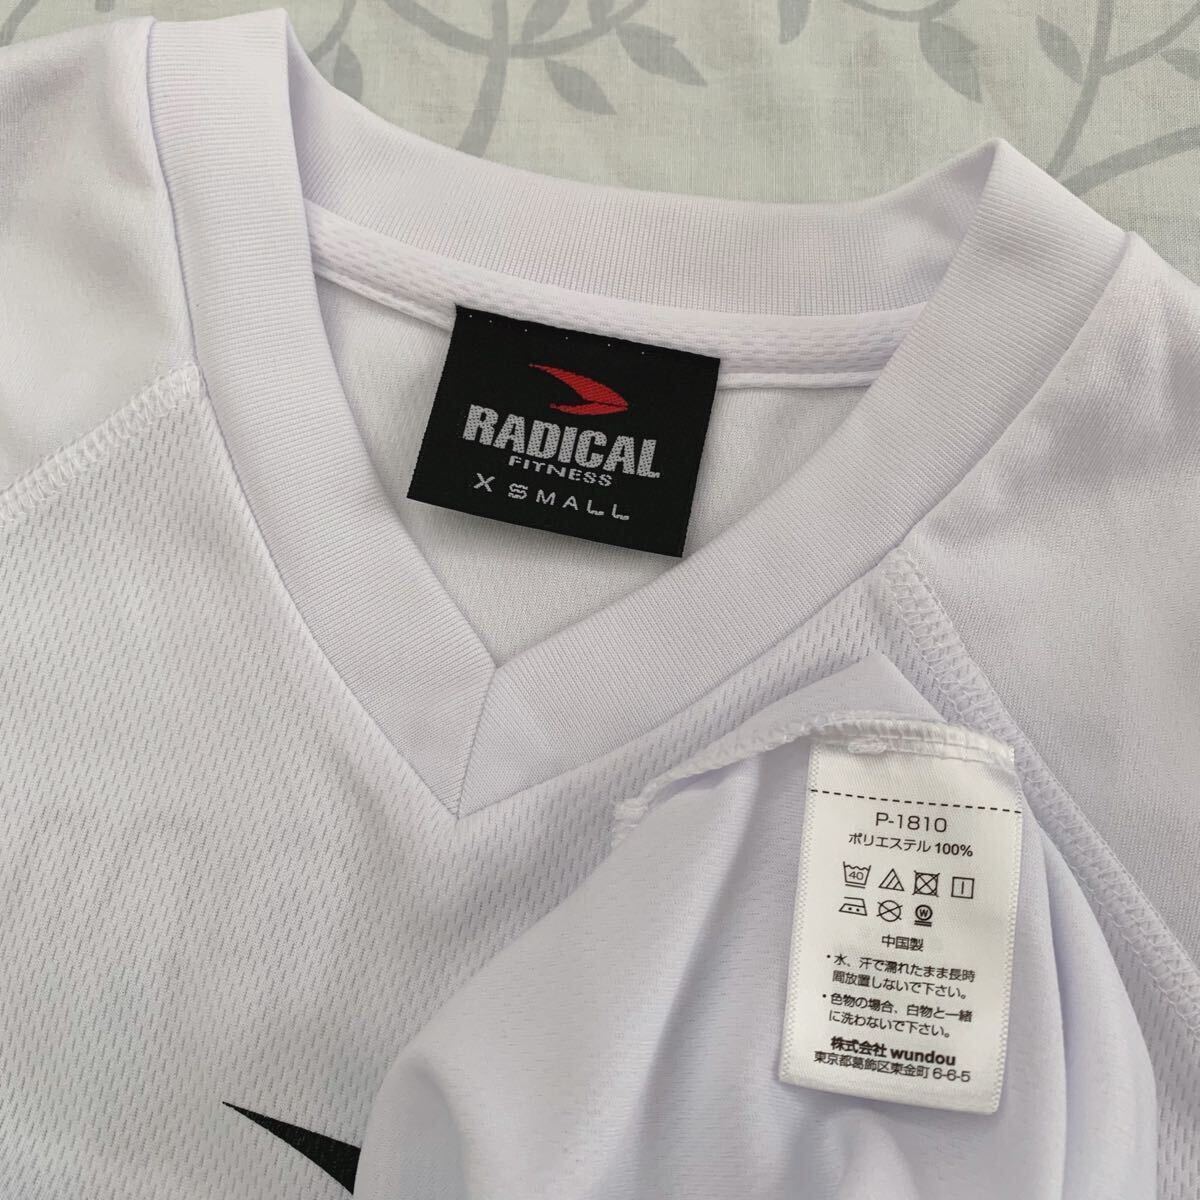 RADICAL
FITNESS
X SMALL
P-1810
ポリエステル 100%
40
W
中国製
・水、汗で濡れたまま長時
間放置しないで下さい。
・色物の場合、白物と一緒
に洗わないで下さい。
株式会社 wundou
東京都葛飾区東金町 6-6-5